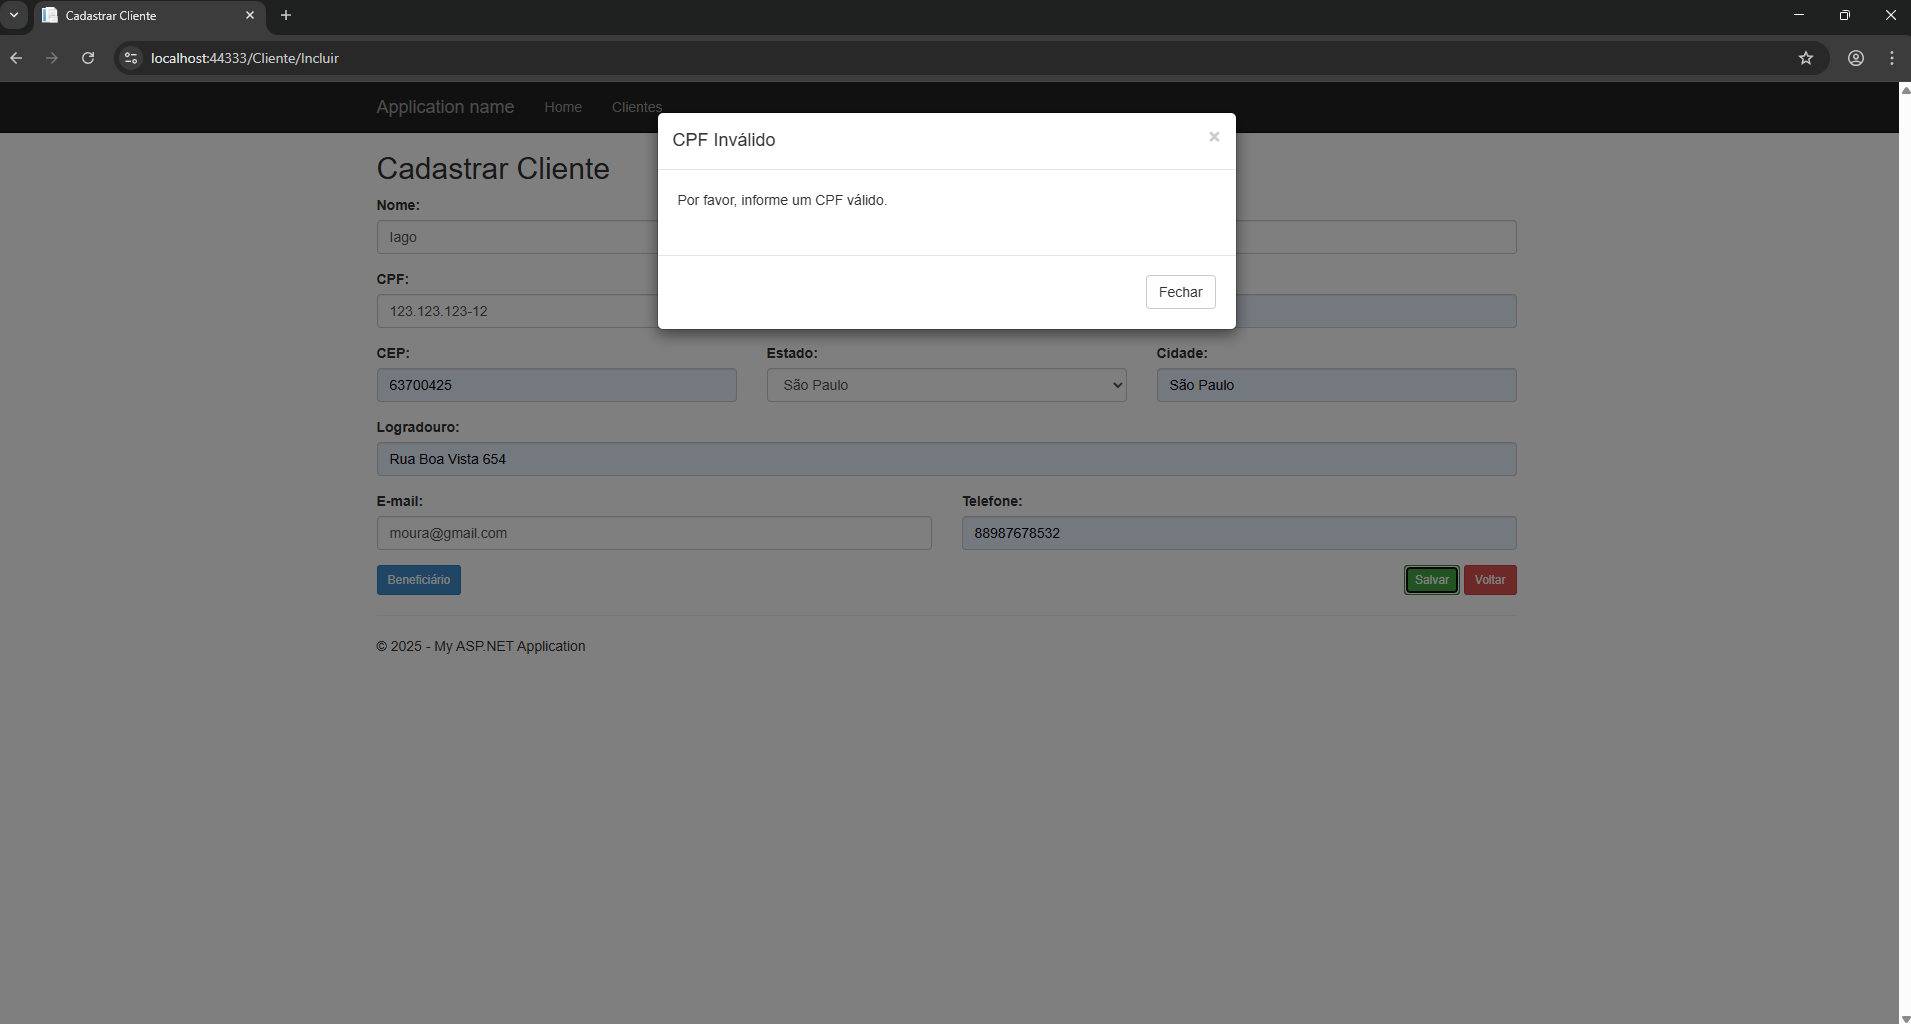 Cadastrar Cliente
localhost:44333/Cliente/Incluir
Application name Home Clientes
CPF Inválido ×
Por favor, informe um CPF válido.
Fechar
Cadastrar Cliente
Nome:
Iago
CPF:
123.123.123-12
CEP: Estado: Cidade:
63700425 São Paulo São Paulo
Logradouro:
Rua Boa Vista 654
E-mail: Telefone:
moura@gmail.com 88987678532
Beneficiário Salvar Voltar
© 2025 - My ASP.NET Application